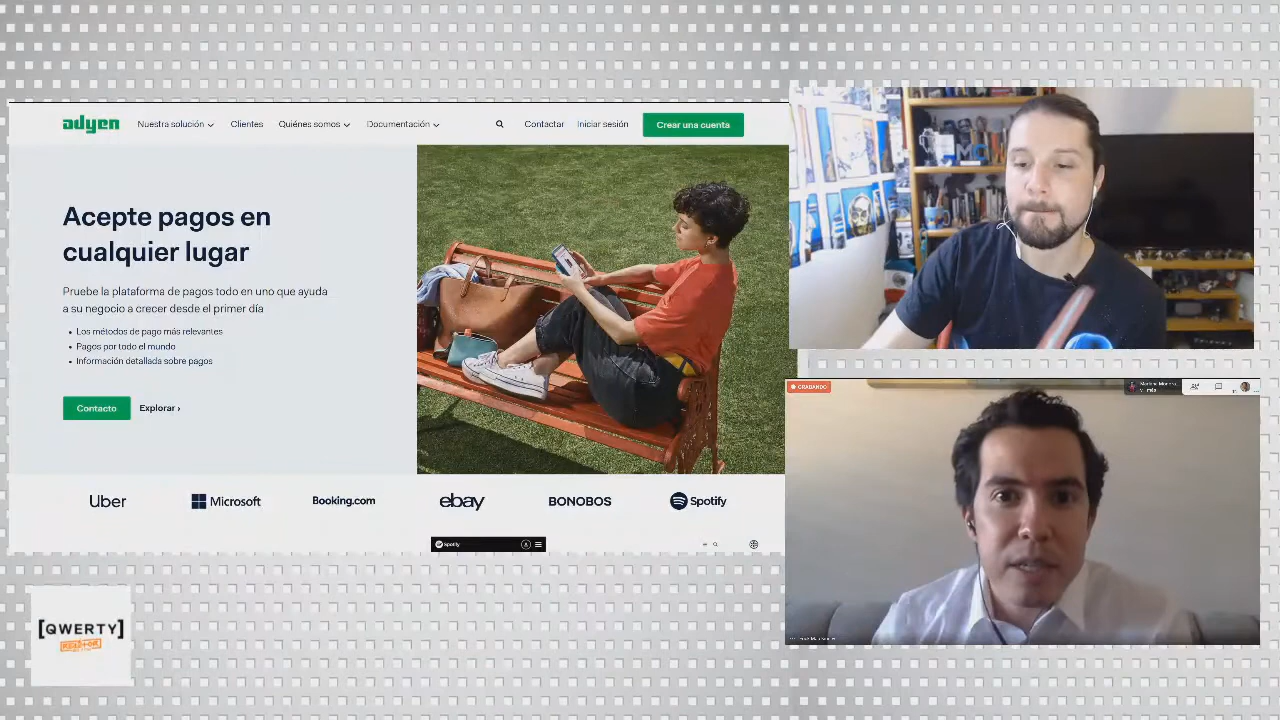 adyen
Nuestra solución
Clientes
Quiénes somos
Documentación
Contáctar
Iniciar sesión
Crear una cuenta
Acepte pagos en
cualquier lugar
Pruebe la plataforma de pagos todo en uno que ayuda
a su negocio a crecer desde el primer día
• Los métodos de pago más relevantes
• Pagos por todo el mundo
• Información detallada sobre pagos
Contacto
Explorar ›
Uber
Microsoft
Booking.com
ebay
BONOBOS
Spotify
Spotify
GRABANDO
y
más
[QWERTY]